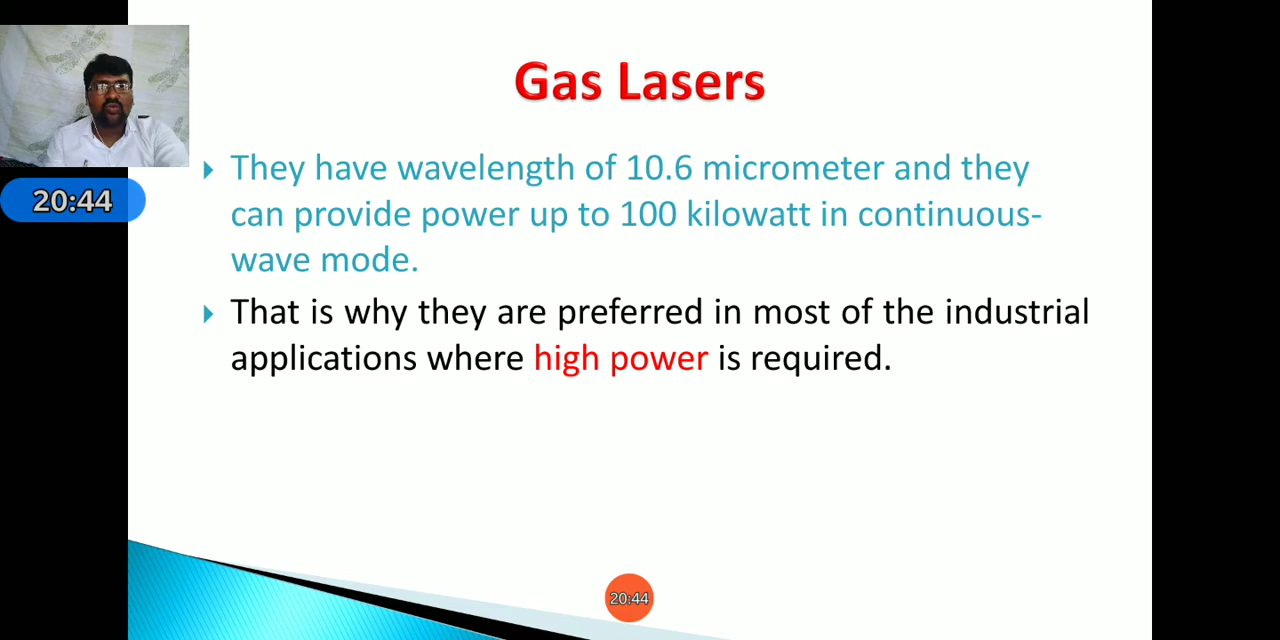 Gas Lasers
They have wavelength of 10.6 micrometer and they
can provide power up to 100 kilowatt in continuous-
wave mode.
20:44
That is why they are preferred in most of the industrial
applications where high power is required.
20:44